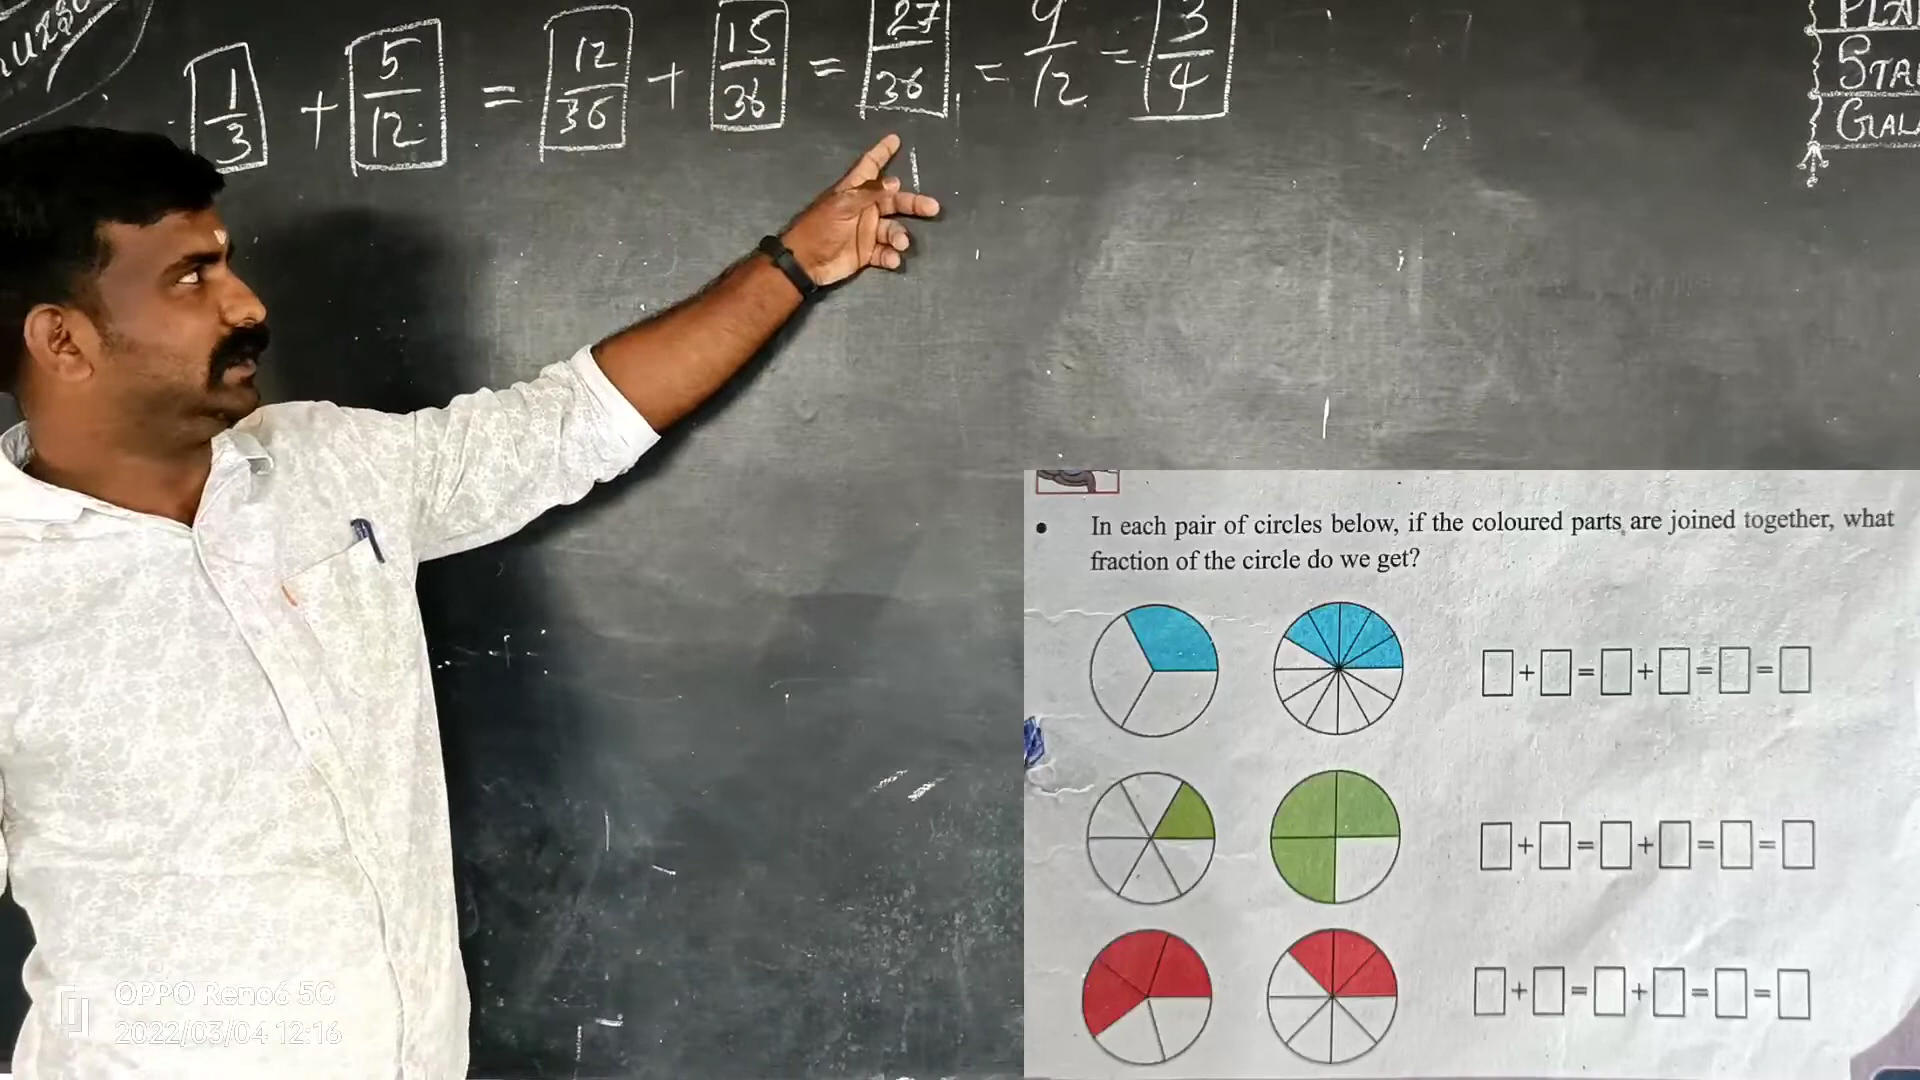 1/3 + 5/12 = 12/36 + 15/36 = 27/36 = 9/12 = 3/4
STA
GAL
• In each pair of circles below, if the coloured parts are joined together, what
fraction of the circle do we get?
□ + □ = □ + □ = □ = □
□ + □ = □ + □ = □ = □
□ + □ = □ + □ = □ = □
OPPO Reno6 5G
2022/03/04 12:16